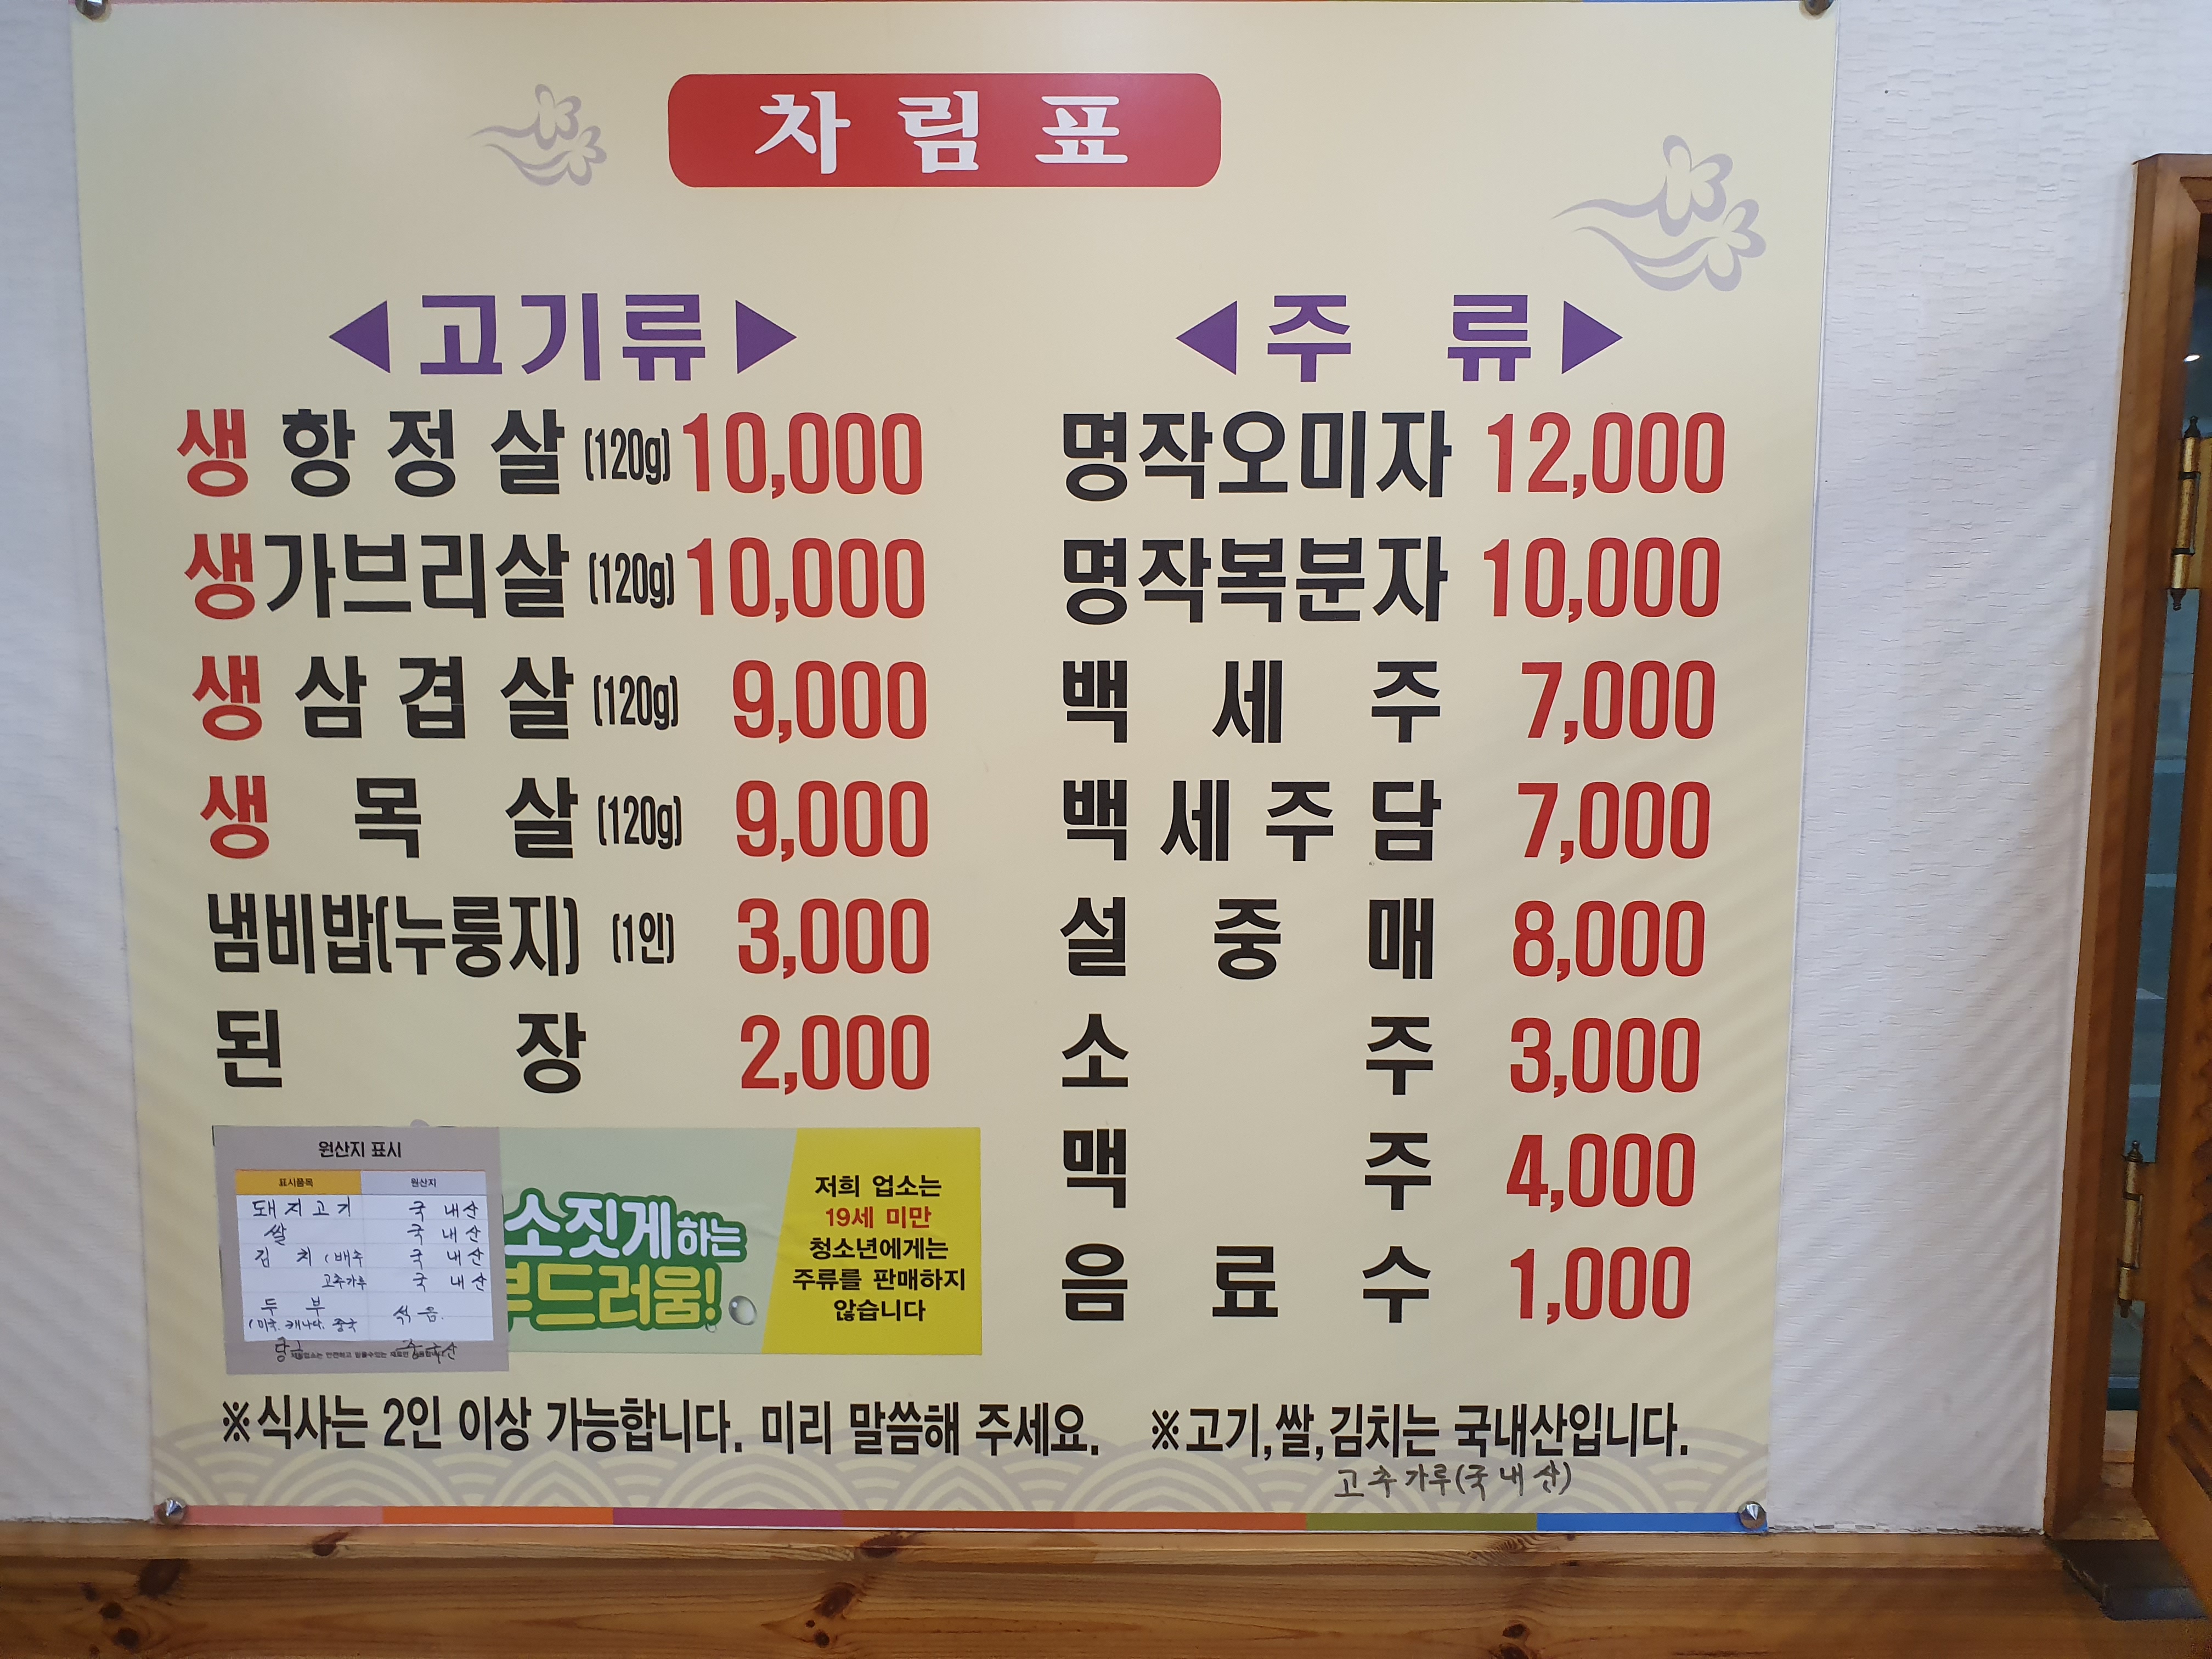 차림표
◀고기류▶
생항정살 (120g) 10,000
생가브리살 (120g) 10,000
생삼겹살 (120g) 9,000
생목살 (120g) 9,000
냄비밥(누룽지) (1인) 3,000
된장 2,000
◀주류▶
명작오미자 12,000
명작복분자 10,000
백세주 7,000
백세주담 7,000
설중매 8,000
소주 3,000
맥주 4,000
음료수 1,000
원산지 표시
표시품목 원산지
돼지고기 국내산
쌀 국내산
김치 (배추 국내산
고추가루 국내산
두부 섞음.
(미국. 캐나다. 중국
소짓게하는
부드러움!
저희 업소는
19세 미만
청소년에게는
주류를 판매하지
않습니다
※식사는 2인 이상 가능합니다. 미리 말씀해 주세요.
※고기,쌀,김치는 국내산입니다.
고추가루(국내산)